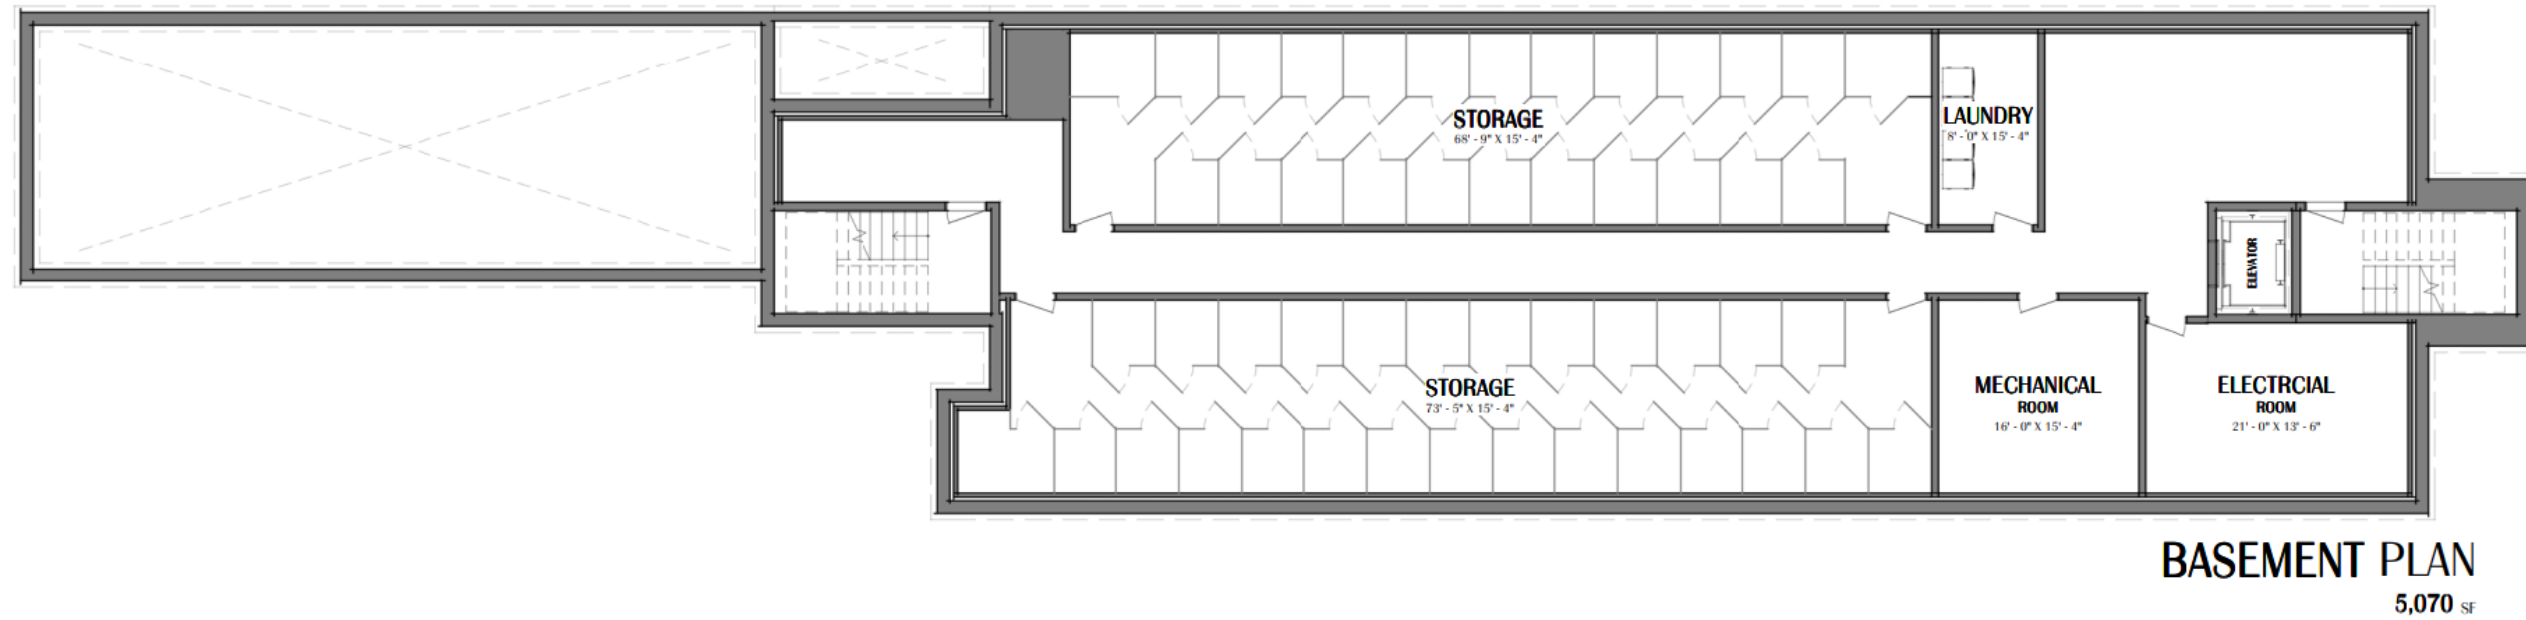 STORAGE
68' - 9" X 15' - 4"
LAUNDRY
8' - 0" X 15' - 4"
ELEVATOR
STORAGE
73' - 5" X 15' - 4"
MECHANICAL
ROOM
16' - 0" X 15' - 4"
ELECTRCIAL
ROOM
21' - 0" X 13' - 6"
BASEMENT PLAN
5,070 SF